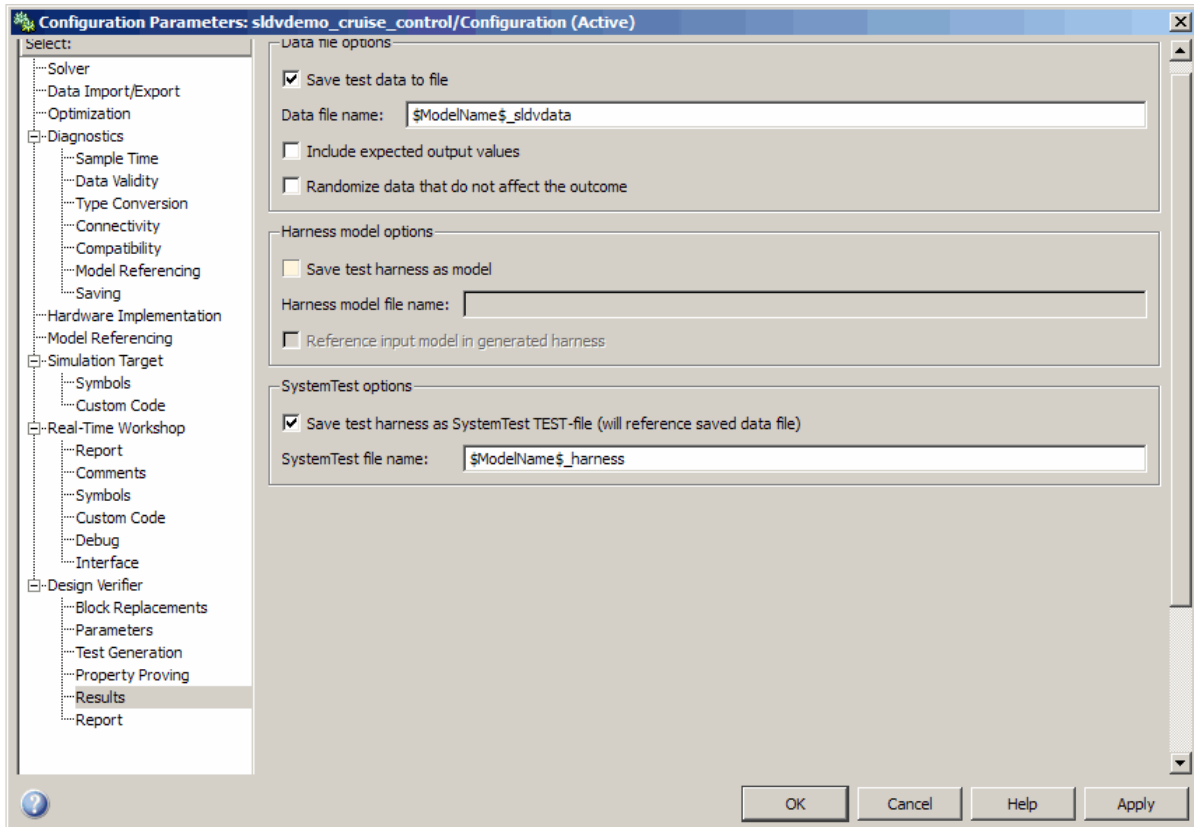 Configuration Parameters: sldvdemo_cruise_control/Configuration (Active)
Select:
Solver
Data Import/Export
Optimization
Diagnostics
Sample Time
Data Validity
Type Conversion
Connectivity
Compatibility
Model Referencing
Saving
Hardware Implementation
Model Referencing
Simulation Target
Symbols
Custom Code
Real-Time Workshop
Report
Comments
Symbols
Custom Code
Debug
Interface
Design Verifier
Block Replacements
Parameters
Test Generation
Property Proving
Results
Report
Data file options
Save test data to file
Data file name: $ModelName$_sldvdata
Include expected output values
Randomize data that do not affect the outcome
Harness model options
Save test harness as model
Harness model file name:
Reference input model in generated harness
SystemTest options
Save test harness as SystemTest TEST-file (will reference saved data file)
SystemTest file name: $ModelName$_harness
OK Cancel Help Apply